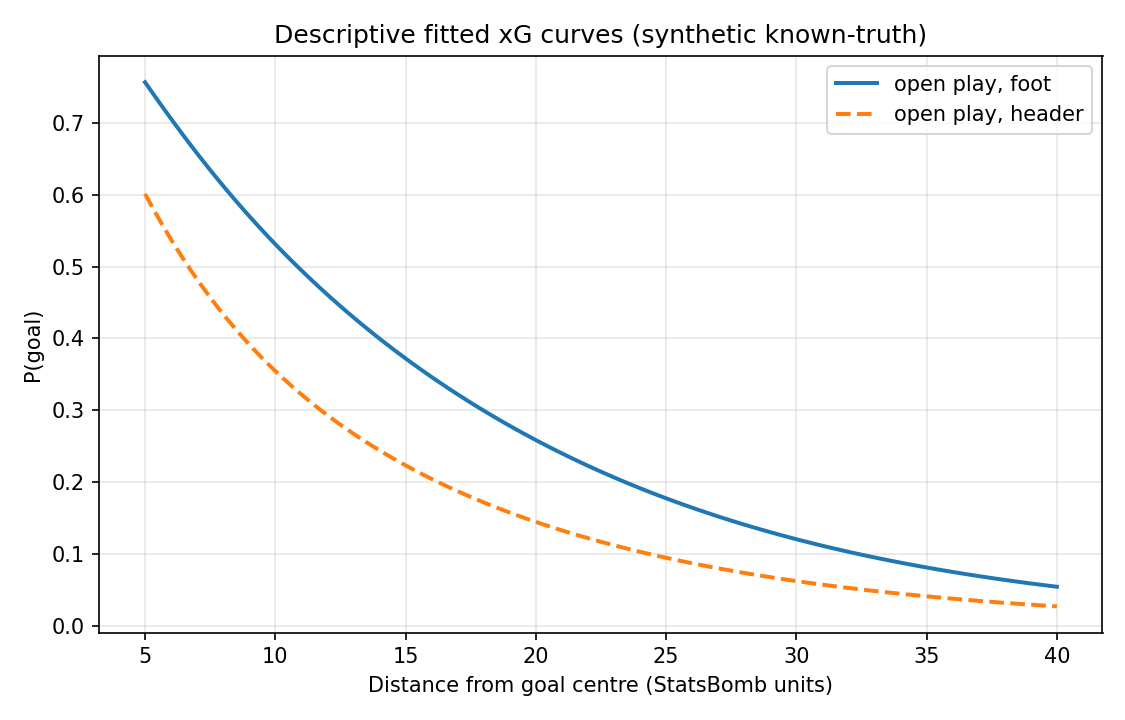 Descriptive fitted xG curves (synthetic known-truth)
open play, foot
open play, header
P(goal)
0.7
0.6
0.5
0.4
0.3
0.2
0.1
0.0
5 10 15 20 25 30 35 40
Distance from goal centre (StatsBomb units)